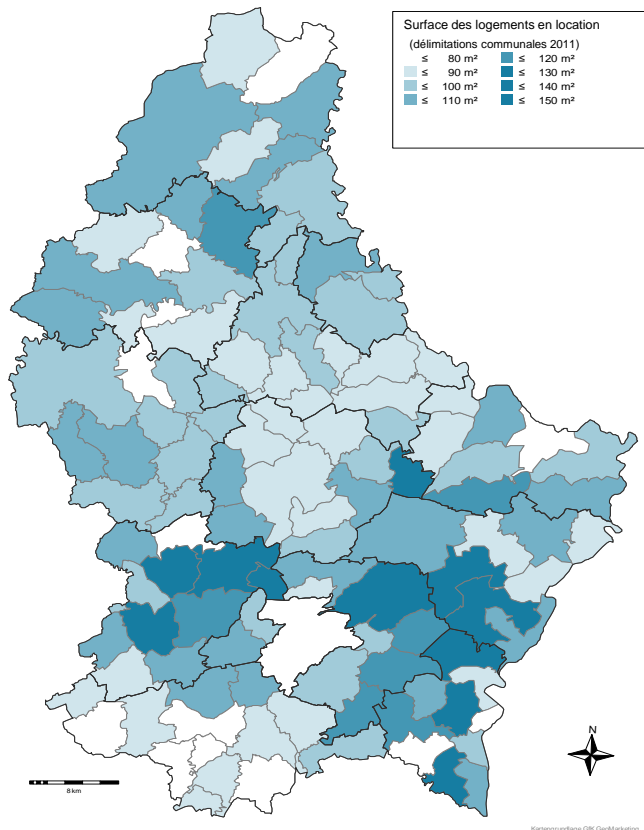 Surface des logements en location
(délimitations communales 2011)
≤ 80 m² ≤ 120 m²
≤ 90 m² ≤ 130 m²
≤ 100 m² ≤ 140 m²
≤ 110 m² ≤ 150 m²
N
8 km